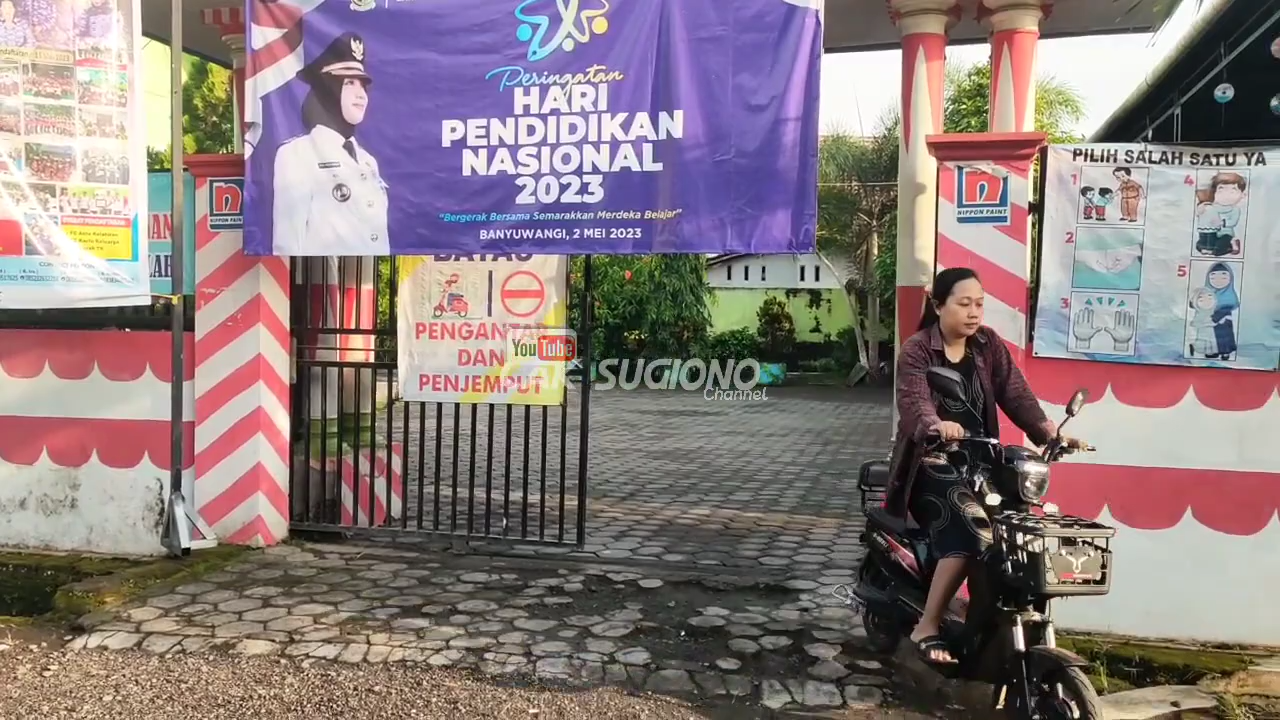 Peringatan
HARI
PENDIDIKAN
NASIONAL
2023
"Bergerak Bersama Semarakkan Merdeka Belajar"
BANYUWANGI, 2 MEI 2023
n
NIPPON PAINT
n
NIPPON PAINT
PILIH SALAH SATU YA
1
4
2
5
3
PENGANTAR
DAN
PENJEMPUT
YouTube
CAK SUGIONO
Channel